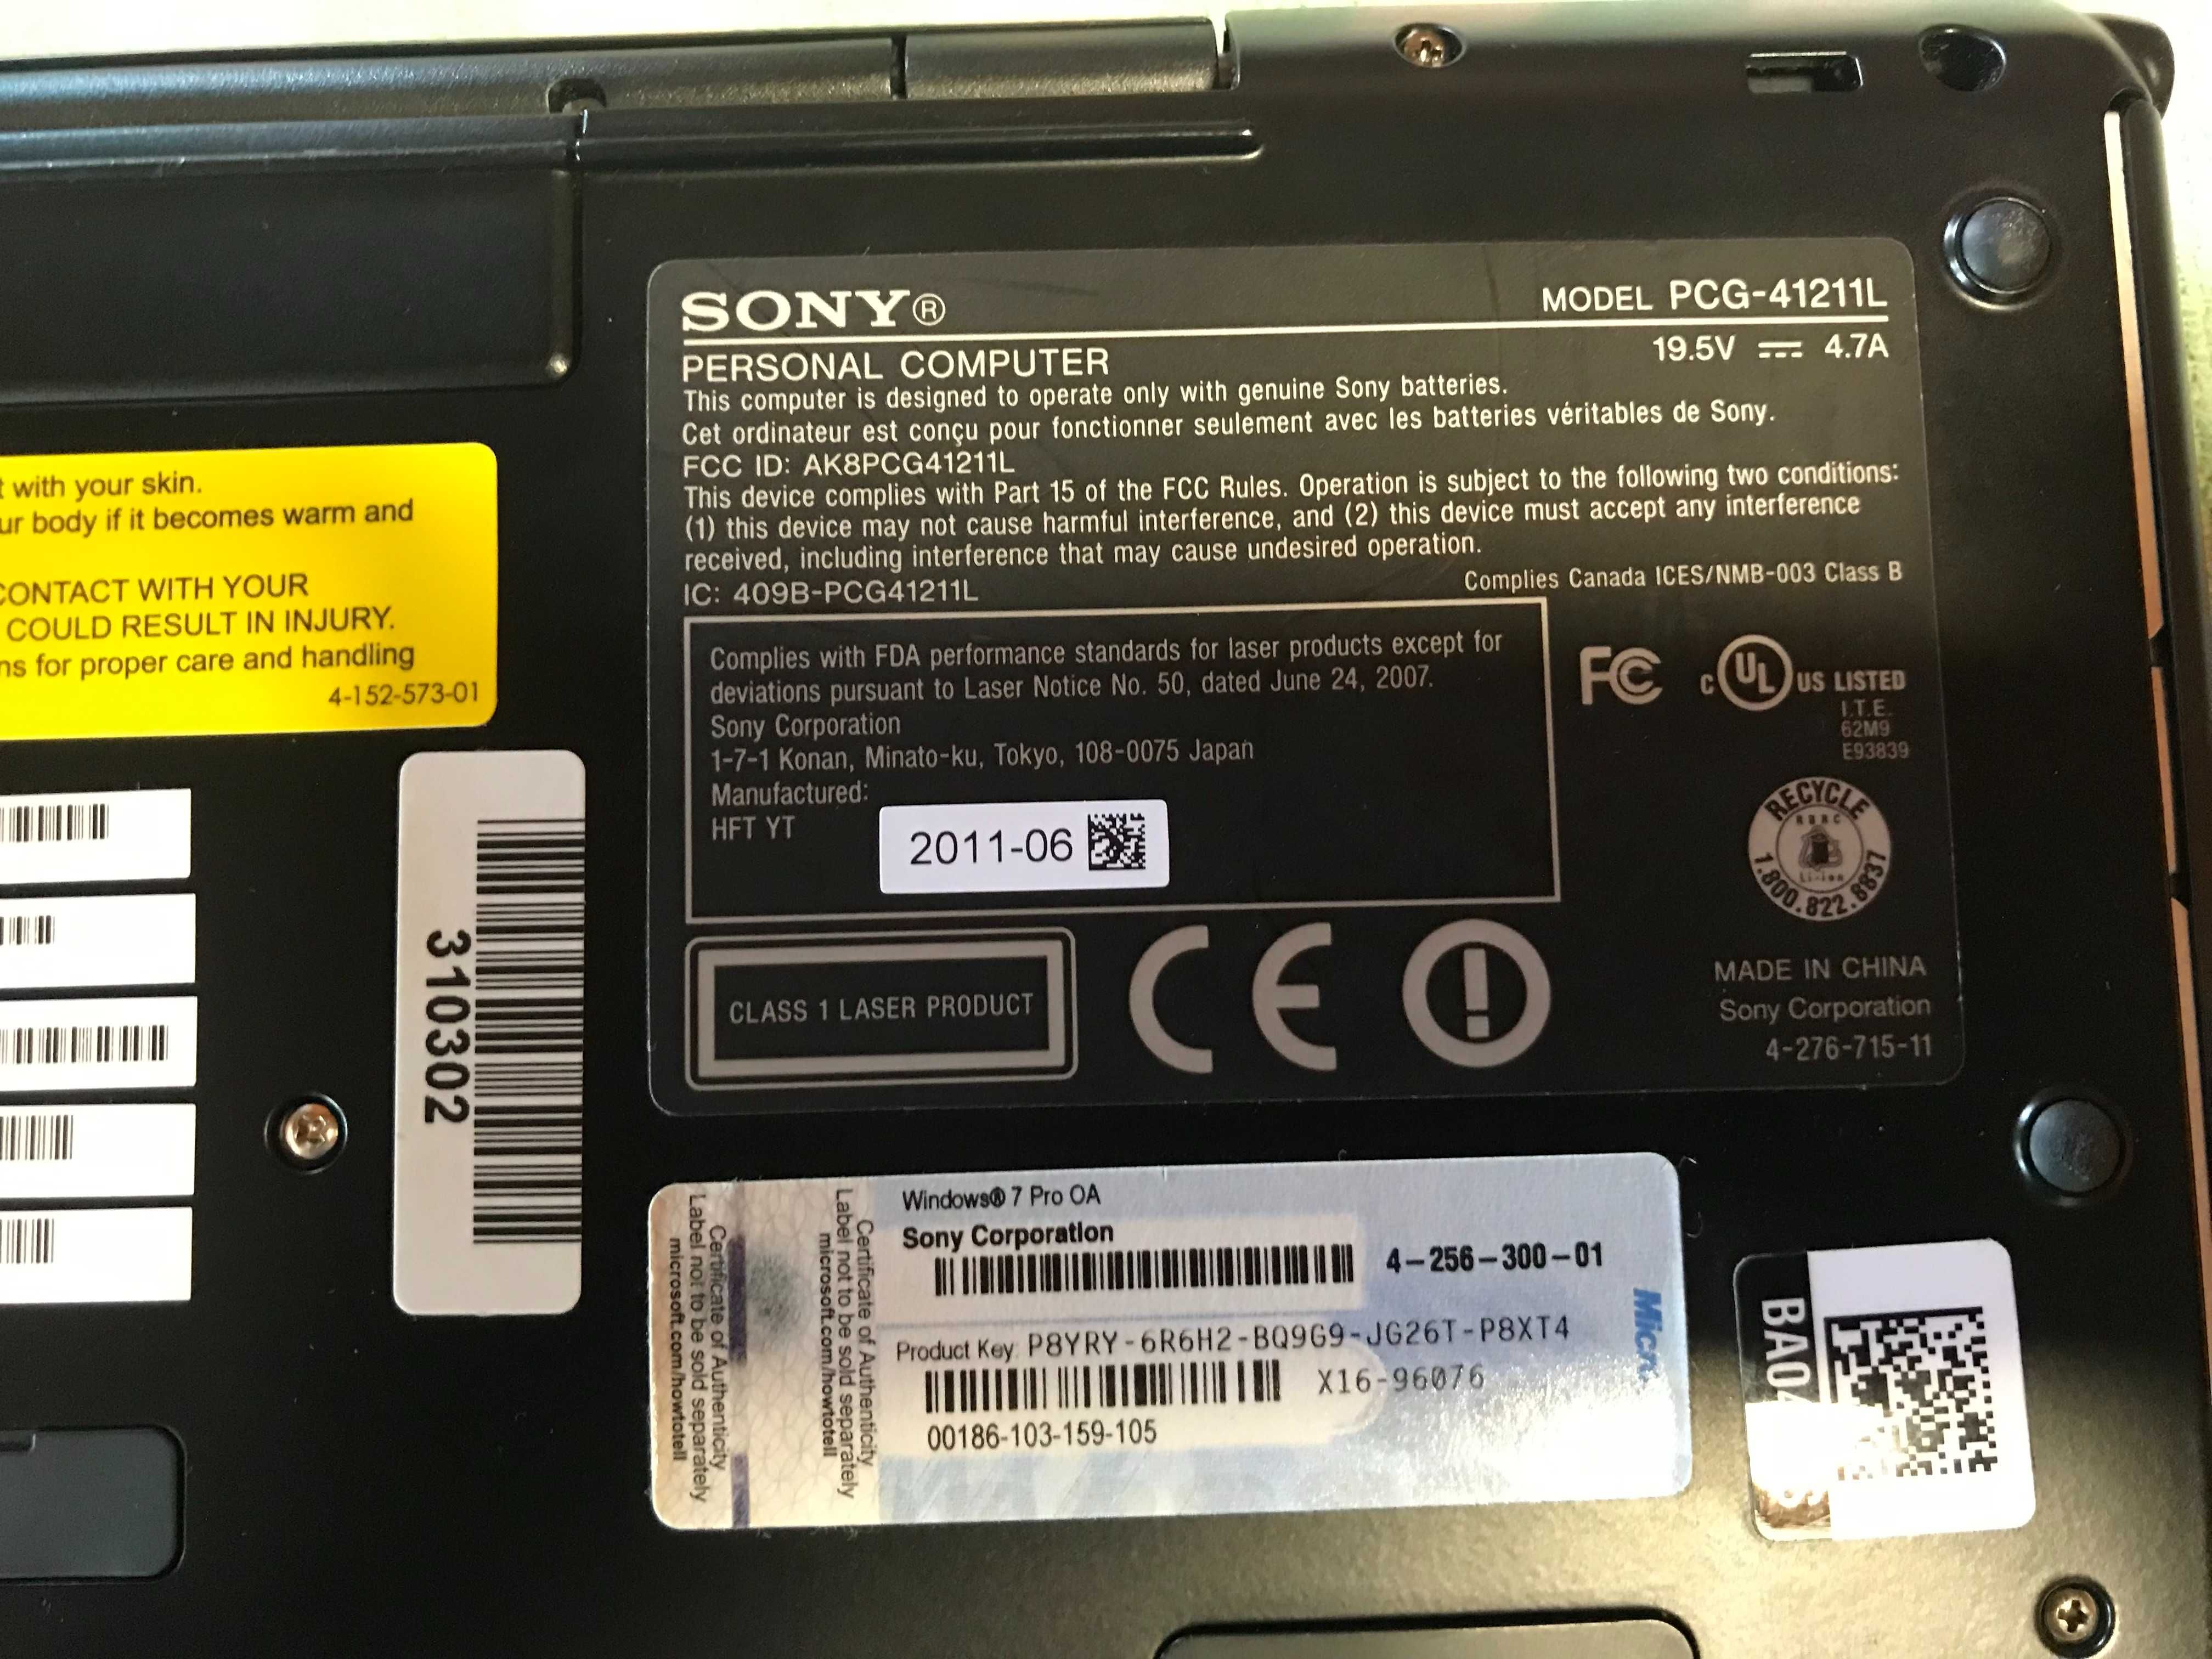 SONY®
MODEL PCG-41211L
PERSONAL COMPUTER
19.5V ⎓ 4.7A
This computer is designed to operate only with genuine Sony batteries.
Cet ordinateur est conçu pour fonctionner seulement avec les batteries véritables de Sony.
FCC ID: AK8PCG41211L
This device complies with Part 15 of the FCC Rules. Operation is subject to the following two conditions:
(1) this device may not cause harmful interference, and (2) this device must accept any interference
received, including interference that may cause undesired operation.
IC: 409B-PCG41211L
Complies Canada ICES/NMB-003 Class B
Complies with FDA performance standards for laser products except for
deviations pursuant to Laser Notice No. 50, dated June 24, 2007.
Sony Corporation
1-7-1 Konan, Minato-ku, Tokyo, 108-0075 Japan
Manufactured:
HFT YT
2011-06
FC
c UL US LISTED
I.T.E.
62M9
E93839
RECYCLE
RBRC
Li-ion
1.800.822.8837
CLASS 1 LASER PRODUCT
CE
MADE IN CHINA
Sony Corporation
4-276-715-11
t with your skin.
ur body if it becomes warm and
CONTACT WITH YOUR
COULD RESULT IN INJURY.
ns for proper care and handling
4-152-573-01
310302
Certificate of Authenticity
Label not to be sold separately
microsoft.com/howtotell
Certificate of Authenticity
Label not to be sold separately
microsoft.com/howtotell
Windows® 7 Pro OA
Sony Corporation
4-256-300-01
Product Key: P8YRY-6R6H2-BQ9G9-JG26T-P8XT4
X16-96076
00186-103-159-105
Micr
BA04